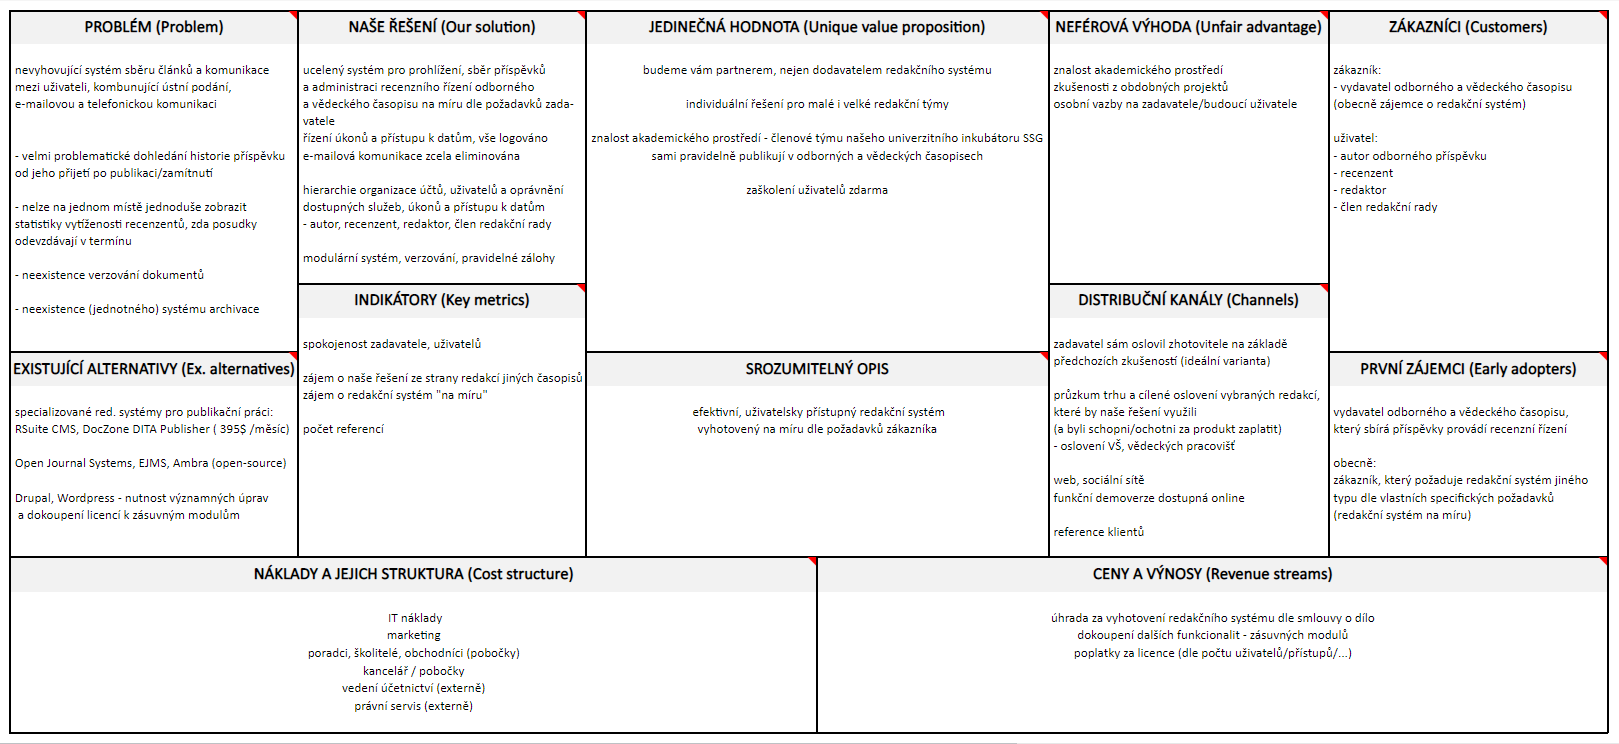 PROBLÉM (Problem)
nevyhovující systém sběru článků a komunikace
mezi uživateli, kombunující ústní podání,
e-mailovou a telefonickou komunikaci
- velmi problematické dohledání historie příspěvku
od jeho přijetí po publikaci/zamítnutí
- nelze na jednom místě jednoduše zobrazit
statistiky vytíženosti recenzentů, zda posudky
odevzdávají v termínu
- neexistence verzování dokumentů
- neexistence (jednotného) systému archivace
EXISTUJÍCÍ ALTERNATIVY (Ex. alternatives)
specializované red. systémy pro publikační práci:
RSuite CMS, DocZone DITA Publisher ( 395$ /měsíc)
Open Journal Systems, EJMS, Ambra (open-source)
Drupal, Wordpress - nutnost významných úprav
a dokoupení licencí k zásuvným modulům
NAŠE ŘEŠENÍ (Our solution)
ucelený systém pro prohlížení, sběr příspěvků
a administraci recenzního řízení odborného
a vědeckého časopisu na míru dle požadavků zada-
vatele
řízení úkonů a přístupu k datům, vše logováno
e-mailová komunikace zcela eliminována
hierarchie organizace účtů, uživatelů a oprávnění
dostupných služeb, úkonů a přístupu k datům
- autor, recenzent, redaktor, člen redakční rady
modulární systém, verzování, pravidelné zálohy
INDIKÁTORY (Key metrics)
spokojenost zadavatele, uživatelů
zájem o naše řešení ze strany redakcí jiných časopisů
zájem o redakční systém "na míru"
počet referencí
JEDINEČNÁ HODNOTA (Unique value proposition)
budeme vám partnerem, nejen dodavatelem redakčního systému
individuální řešení pro malé i velké redakční týmy
znalost akademického prostředí - členové týmu našeho univerzitního inkubátoru SSG
sami pravidelně publikují v odborných a vědeckých časopisech
zaškolení uživatelů zdarma
SROZUMITELNÝ OPIS
efektivní, uživatelsky přístupný redakční systém
vyhotovený na míru dle požadavků zákazníka
NEFÉROVÁ VÝHODA (Unfair advantage)
znalost akademického prostředí
zkušenosti z obdobných projektů
osobní vazby na zadavatele/budoucí uživatele
DISTRIBUČNÍ KANÁLY (Channels)
zadavatel sám oslovil zhotovitele na základě
předchozích zkušeností (ideální varianta)
průzkum trhu a cílené oslovení vybraných redakcí,
které by naše řešení využili
(a byli schopni/ochotni za produkt zaplatit)
- oslovení VŠ, vědeckých pracovišť
web, sociální sítě
funkční demoverze dostupná online
reference klientů
ZÁKAZNÍCI (Customers)
zákazník:
- vydavatel odborného a vědeckého časopisu
(obecně zájemce o redakční systém)
uživatel:
- autor odborného příspěvku
- recenzent
- redaktor
- člen redakční rady
PRVNÍ ZÁJEMCI (Early adopters)
vydavatel odborného a vědeckého časopisu,
který sbírá příspěvky provádí recenzní řízení
obecně:
zákazník, který požaduje redakční systém jiného
typu dle vlastních specifických požadavků
(redakční systém na míru)
NÁKLADY A JEJICH STRUKTURA (Cost structure)
IT náklady
marketing
poradci, školitelé, obchodníci (pobočky)
kancelář / pobočky
vedení účetnictví (externě)
právní servis (externě)
CENY A VÝNOSY (Revenue streams)
úhrada za vyhotovení redakčního systému dle smlouvy o dílo
dokoupení dalších funkcionalit - zásuvných modulů
poplatky za licence (dle počtu uživatelů/přístupů/...)